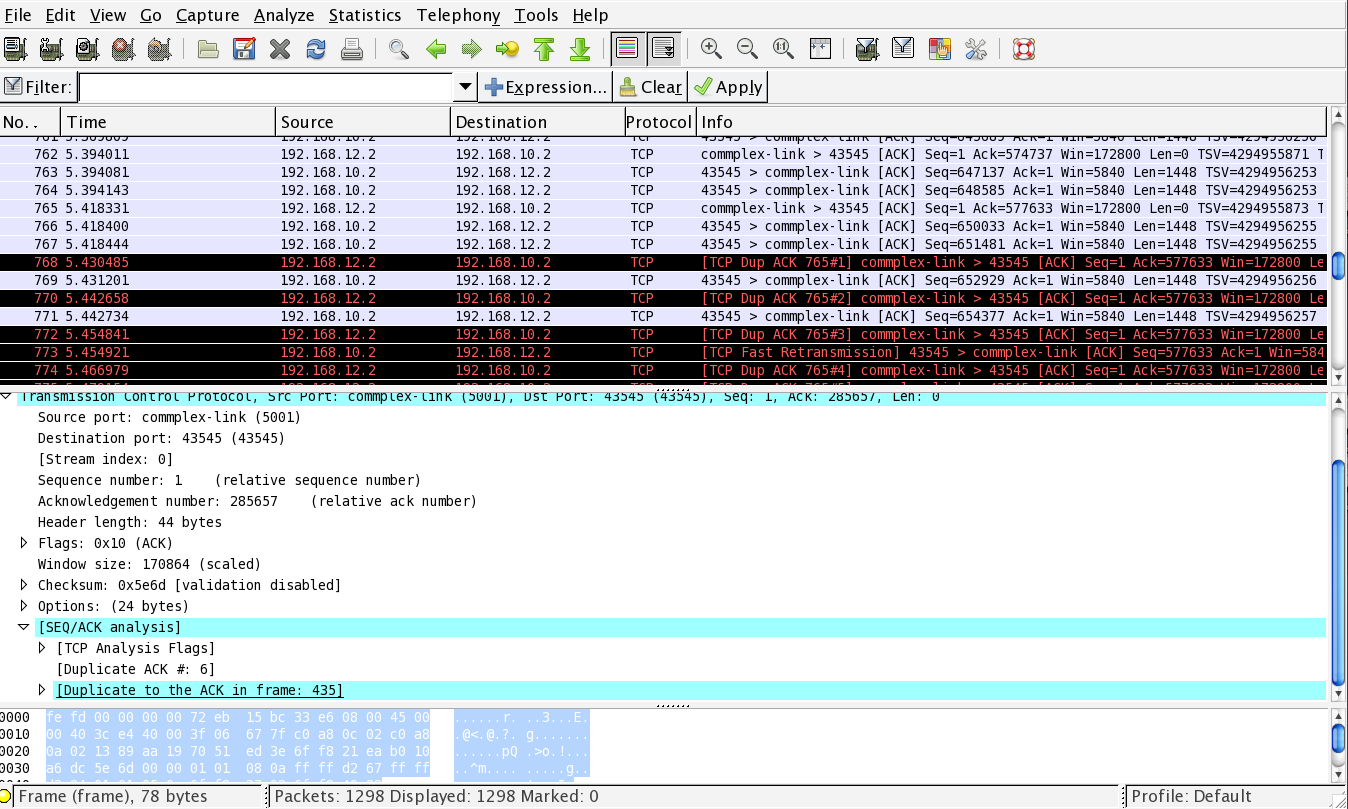 File Edit View Go Capture Analyze Statistics Telephony Tools Help
Filter: Expression... Clear Apply
No. . Time Source Destination Protocol Info
762 5.394011 192.168.12.2 192.168.10.2 TCP commplex-link > 43545 [ACK] Seq=1 Ack=574737 Win=172800 Len=0 TSV=4294955871 T
763 5.394081 192.168.10.2 192.168.12.2 TCP 43545 > commplex-link [ACK] Seq=647137 Ack=1 Win=5840 Len=1448 TSV=4294956253
764 5.394143 192.168.10.2 192.168.12.2 TCP 43545 > commplex-link [ACK] Seq=648585 Ack=1 Win=5840 Len=1448 TSV=4294956253
765 5.418331 192.168.12.2 192.168.10.2 TCP commplex-link > 43545 [ACK] Seq=1 Ack=577633 Win=172800 Len=0 TSV=4294955873 T
766 5.418400 192.168.10.2 192.168.12.2 TCP 43545 > commplex-link [ACK] Seq=650033 Ack=1 Win=5840 Len=1448 TSV=4294956255
767 5.418444 192.168.10.2 192.168.12.2 TCP 43545 > commplex-link [ACK] Seq=651481 Ack=1 Win=5840 Len=1448 TSV=4294956255
768 5.430485 192.168.12.2 192.168.10.2 TCP [TCP Dup ACK 765#1] commplex-link > 43545 [ACK] Seq=1 Ack=577633 Win=172800 Le
769 5.431201 192.168.10.2 192.168.12.2 TCP 43545 > commplex-link [ACK] Seq=652929 Ack=1 Win=5840 Len=1448 TSV=4294956256
770 5.442658 192.168.12.2 192.168.10.2 TCP [TCP Dup ACK 765#2] commplex-link > 43545 [ACK] Seq=1 Ack=577633 Win=172800 Le
771 5.442734 192.168.10.2 192.168.12.2 TCP 43545 > commplex-link [ACK] Seq=654377 Ack=1 Win=5840 Len=1448 TSV=4294956257
772 5.454841 192.168.12.2 192.168.10.2 TCP [TCP Dup ACK 765#3] commplex-link > 43545 [ACK] Seq=1 Ack=577633 Win=172800 Le
773 5.454921 192.168.10.2 192.168.12.2 TCP [TCP Fast Retransmission] 43545 > commplex-link [ACK] Seq=577633 Ack=1 Win=584
774 5.466979 192.168.12.2 192.168.10.2 TCP [TCP Dup ACK 765#4] commplex-link > 43545 [ACK] Seq=1 Ack=577633 Win=172800 Le
Transmission Control Protocol, Src Port: commplex-link (5001), Dst Port: 43545 (43545), Seq: 1, Ack: 285657, Len: 0
Source port: commplex-link (5001)
Destination port: 43545 (43545)
[Stream index: 0]
Sequence number: 1 (relative sequence number)
Acknowledgement number: 285657 (relative ack number)
Header length: 44 bytes
Flags: 0x10 (ACK)
Window size: 170864 (scaled)
Checksum: 0x5e6d [validation disabled]
Options: (24 bytes)
[SEQ/ACK analysis]
[TCP Analysis Flags]
[Duplicate ACK #: 6]
[Duplicate to the ACK in frame: 435]
0000 fe fd 00 00 00 00 72 eb 15 bc 33 e6 08 00 45 00 ......r. ..3...E.
0010 00 40 3c e4 40 00 3f 06 67 7f c0 a8 0c 02 c0 a8 .@<.@.?. g.......
0020 0a 02 13 89 aa 19 70 51 ed 3e 6f f8 21 ea b0 10 ......pQ .>o.!...
0030 a6 dc 5e 6d 00 00 01 01 08 0a ff ff d2 67 ff ff ..^m.... .....g..
Frame (frame), 78 bytes Packets: 1298 Displayed: 1298 Marked: 0 Profile: Default